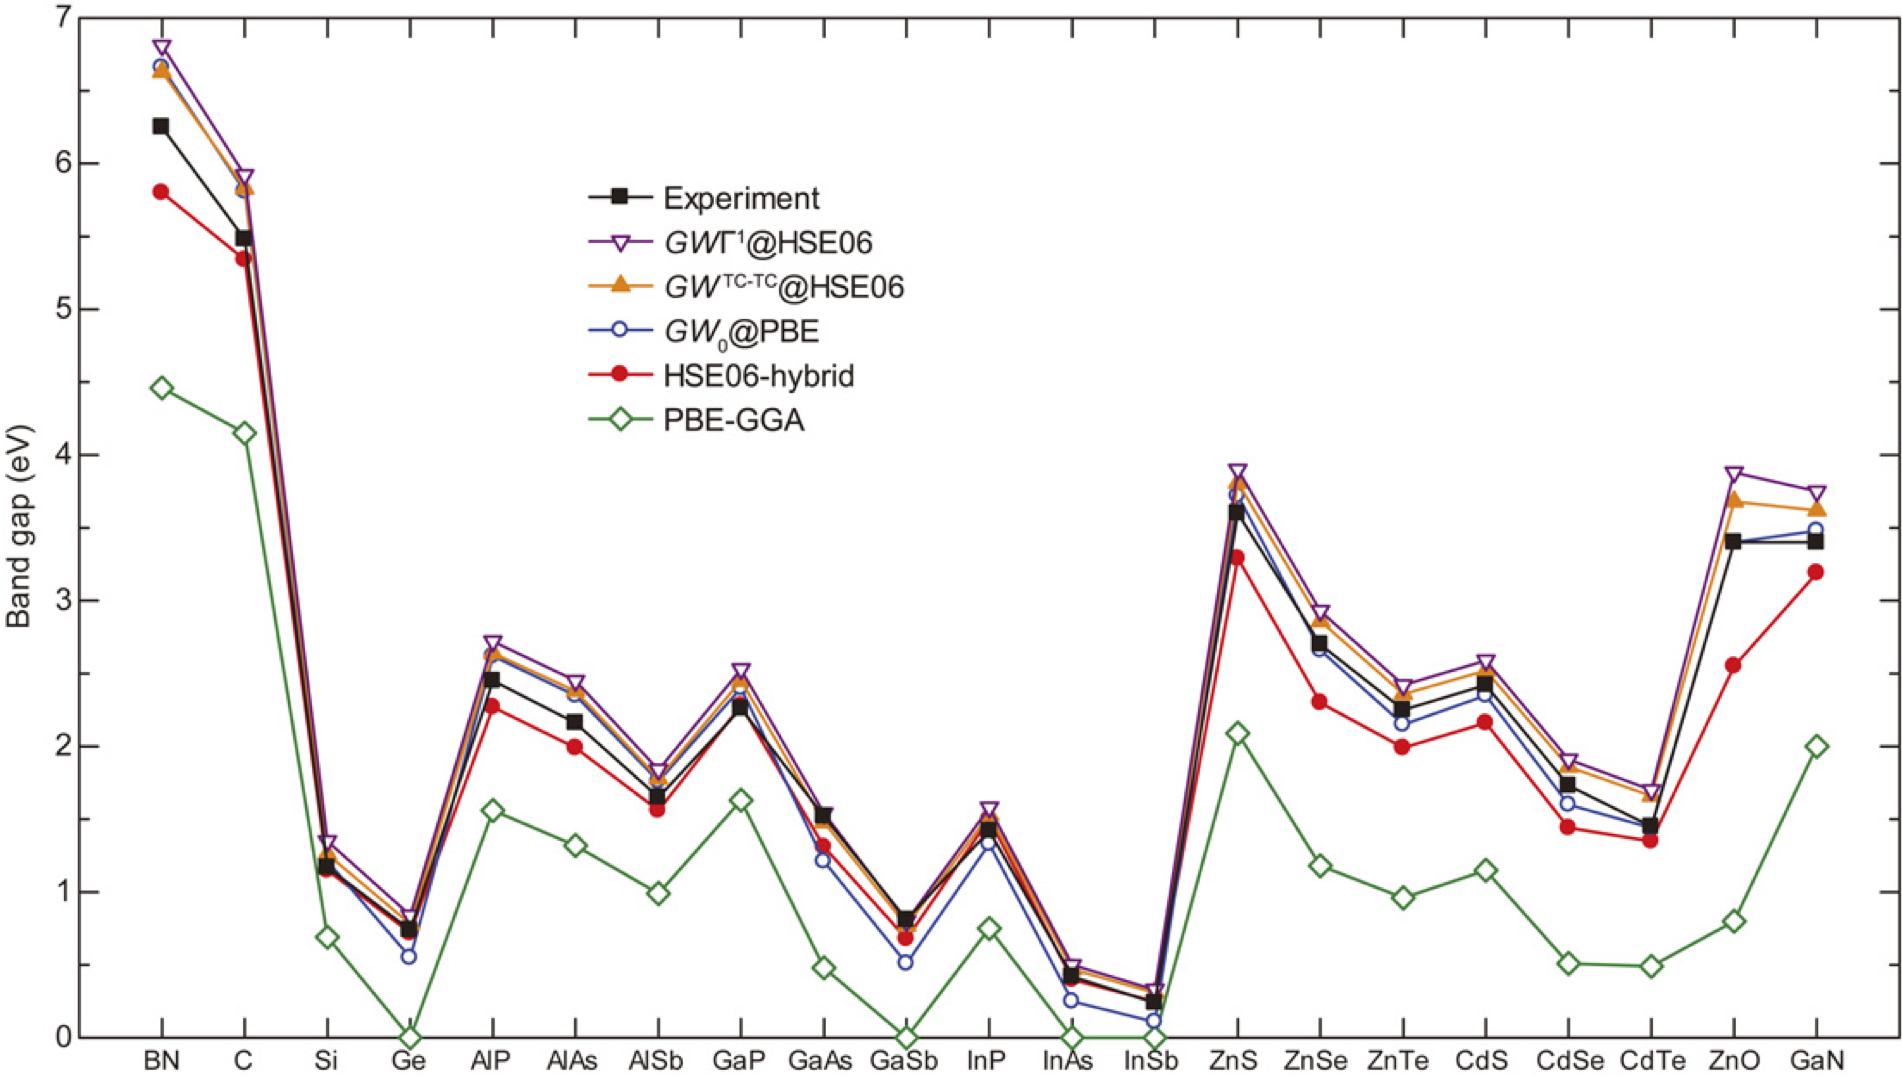 7
6
5
4
3
2
1
0
Band gap (eV)
Experiment
GWΓ¹@HSE06
GW^TC-TC@HSE06
GW₀@PBE
HSE06-hybrid
PBE-GGA
BN C Si Ge AlP AlAs AlSb GaP GaAs GaSb InP InAs InSb ZnS ZnSe ZnTe CdS CdSe CdTe ZnO GaN